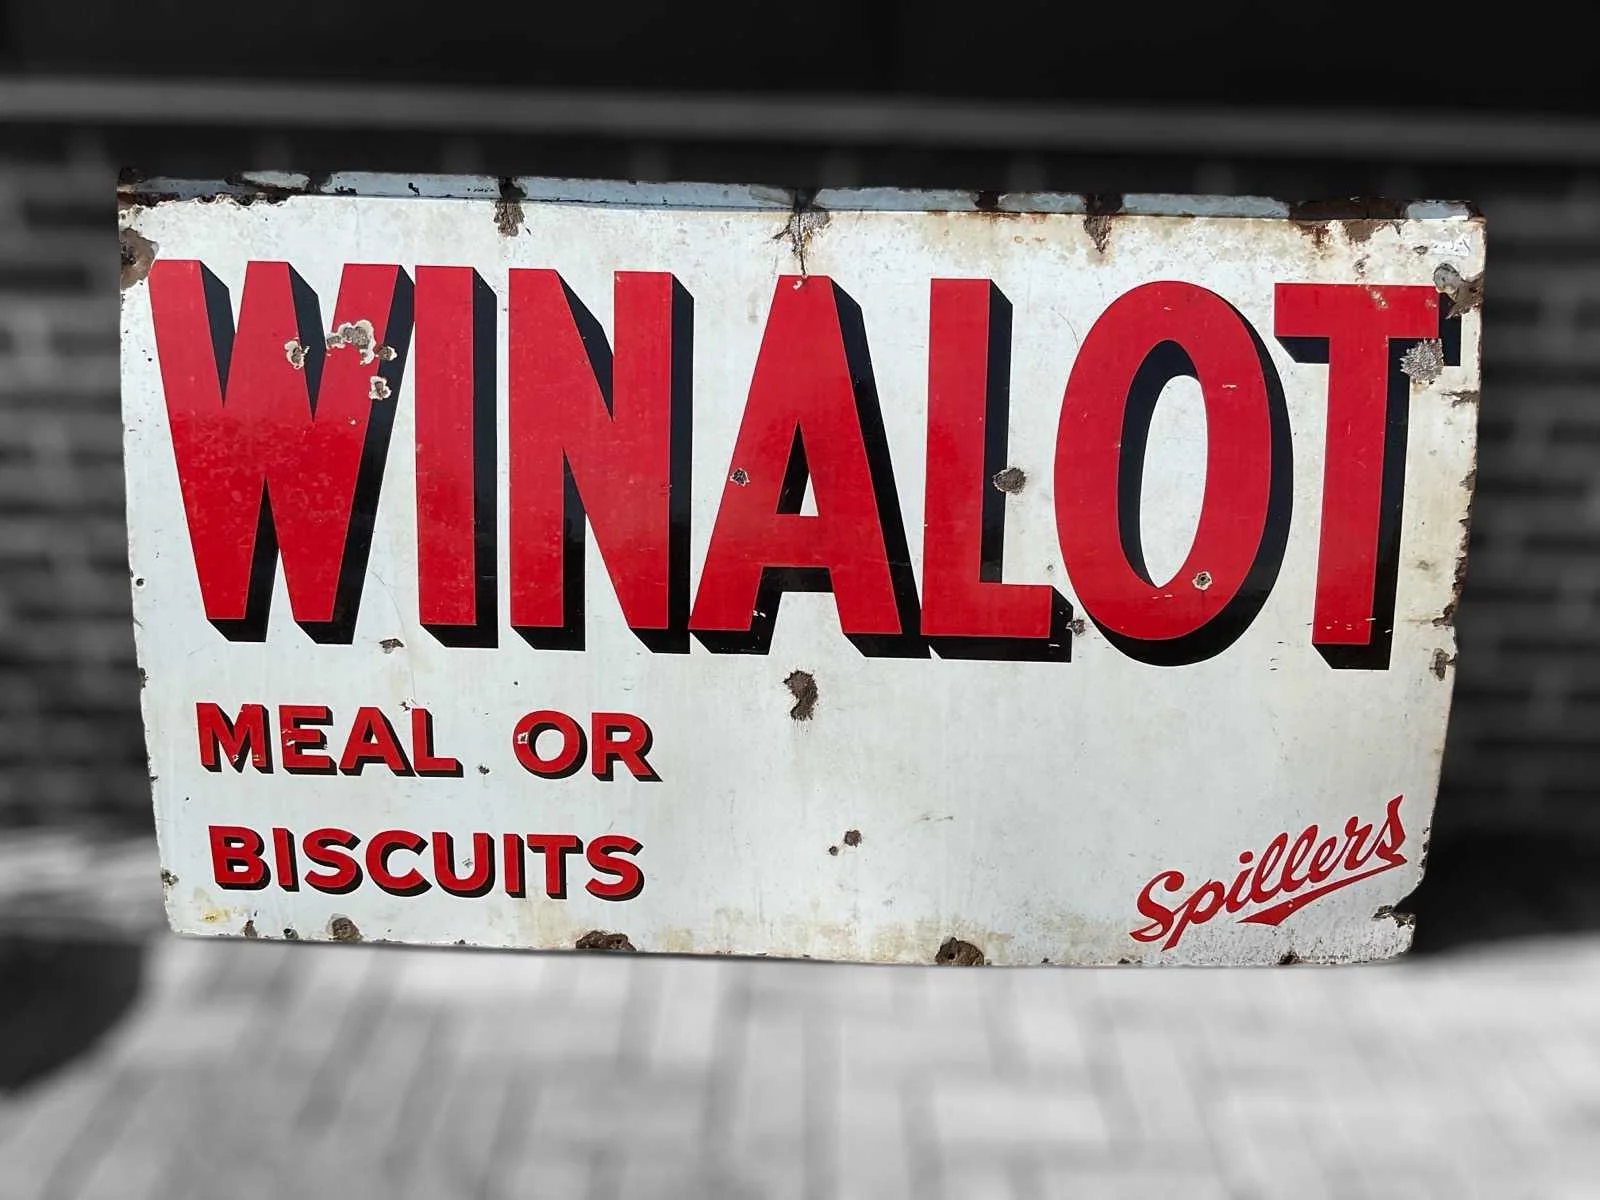 WINALOT
MEAL OR
BISCUITS
Spillers